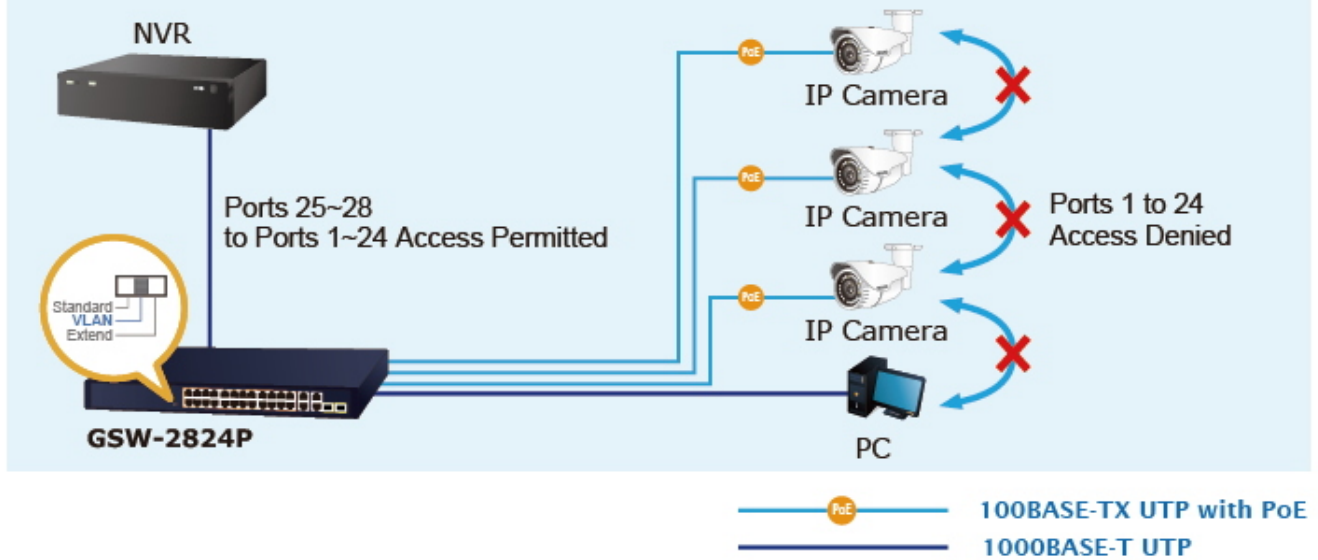 NVR
PoE
IP Camera
Ports 25~28
to Ports 1~24 Access Permitted
PoE
IP Camera
Ports 1 to 24
Access Denied
Standard
VLAN
Extend
PoE
IP Camera
GSW-2824P
PC
PoE
100BASE-TX UTP with PoE
1000BASE-T UTP